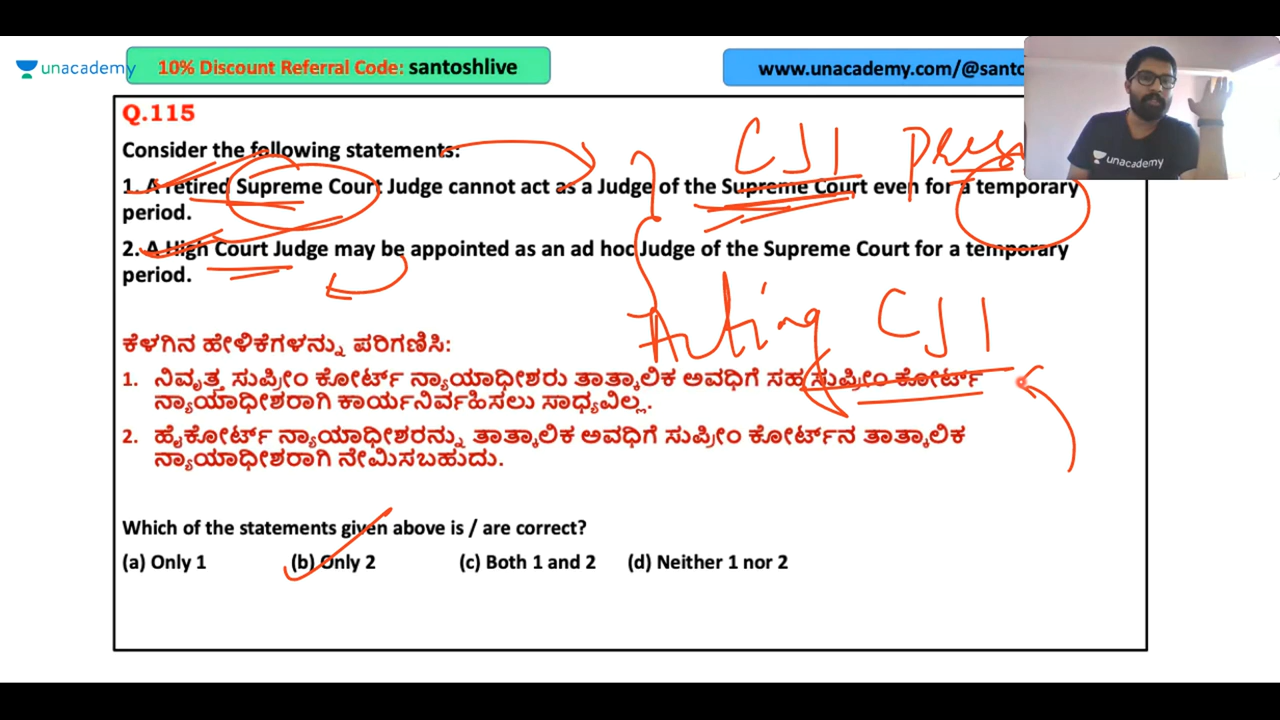 unacademy
10% Discount Referral Code: santoshlive
www.unacademy.com/@santo
unacademy
Q.115
Consider the following statements:
1. A retired Supreme Court Judge cannot act as a Judge of the Supreme Court even for a temporary
period.
2. A High Court Judge may be appointed as an ad hoc Judge of the Supreme Court for a temporary
period.
CJI
Acting CJI
ಕೆಳಗಿನ ಹೇಳಿಕೆಗಳನ್ನು ಪರಿಗಣಿಸಿ:
1. ನಿವೃತ್ತ ಸುಪ್ರೀಂ ಕೋರ್ಟ್ ನ್ಯಾಯಾಧೀಶರು ತಾತ್ಕಾಲಿಕ ಅವಧಿಗೆ ಸಹ ಸುಪ್ರೀಂ ಕೋರ್ಟ್
ನ್ಯಾಯಾಧೀಶರಾಗಿ ಕಾರ್ಯನಿರ್ವಹಿಸಲು ಸಾಧ್ಯವಿಲ್ಲ.
2. ಹೈಕೋರ್ಟ್ ನ್ಯಾಯಾಧೀಶರನ್ನು ತಾತ್ಕಾಲಿಕ ಅವಧಿಗೆ ಸುಪ್ರೀಂ ಕೋರ್ಟ್‌ನ ತಾತ್ಕಾಲಿಕ
ನ್ಯಾಯಾಧೀಶರಾಗಿ ನೇಮಿಸಬಹುದು.
Which of the statements given above is / are correct?
(a) Only 1 (b) Only 2 (c) Both 1 and 2 (d) Neither 1 nor 2